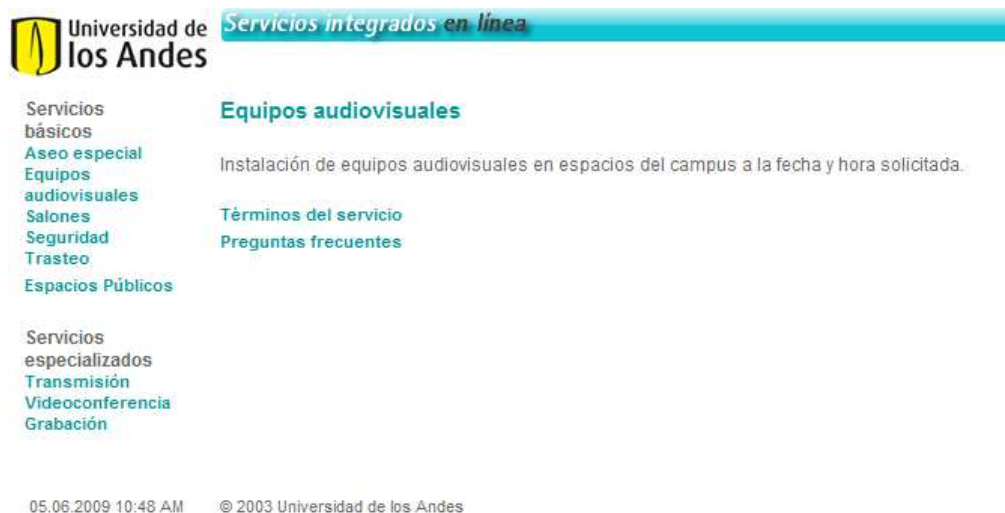 Universidad de
los Andes
Servicios integrados en línea
Servicios
básicos
Aseo especial
Equipos
audiovisuales
Salones
Seguridad
Trasteo
Espacios Públicos
Servicios
especializados
Transmisión
Videoconferencia
Grabación
Equipos audiovisuales
Instalación de equipos audiovisuales en espacios del campus a la fecha y hora solicitada.
Términos del servicio
Preguntas frecuentes
05.06.2009 10:48 AM
© 2003 Universidad de los Andes